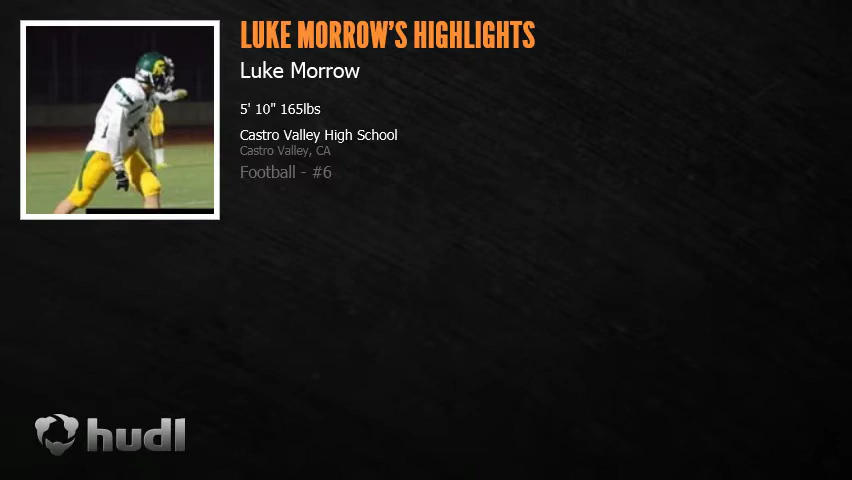 LUKE MORROW'S HIGHLIGHTS
Luke Morrow
5' 10" 165lbs
Castro Valley High School
Castro Valley, CA
Football - #6
hudl